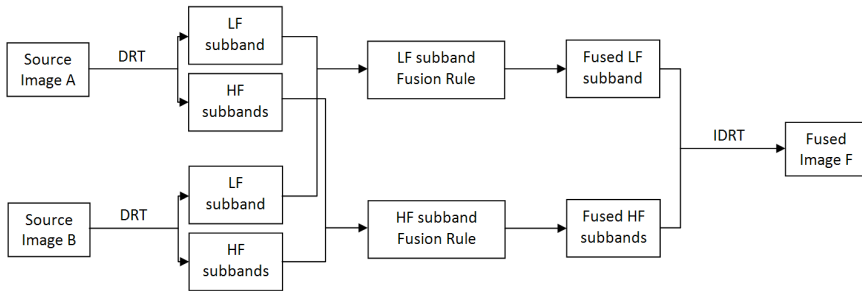 Source
Image A
DRT
LF
subband
HF
subbands
LF subband
Fusion Rule
Fused LF
subband
IDRT
Fused
Image F
Source
Image B
DRT
LF
subband
HF
subbands
HF subband
Fusion Rule
Fused HF
subbands